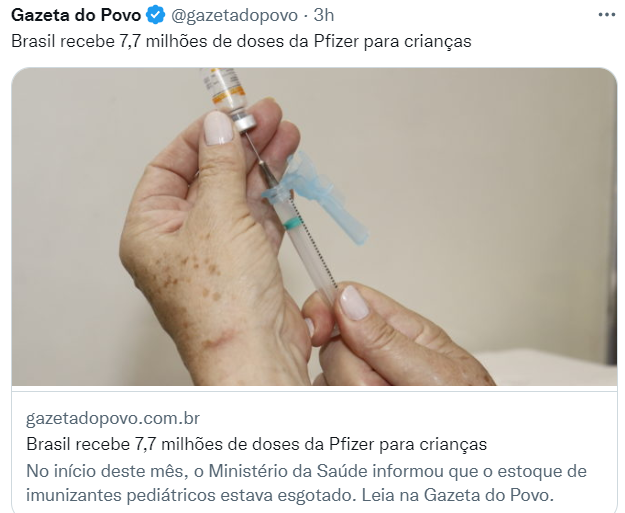 Gazeta do Povo @gazetadopovo · 3h
Brasil recebe 7,7 milhões de doses da Pfizer para crianças
gazetadopovo.com.br
Brasil recebe 7,7 milhões de doses da Pfizer para crianças
No início deste mês, o Ministério da Saúde informou que o estoque de
imunizantes pediátricos estava esgotado. Leia na Gazeta do Povo.